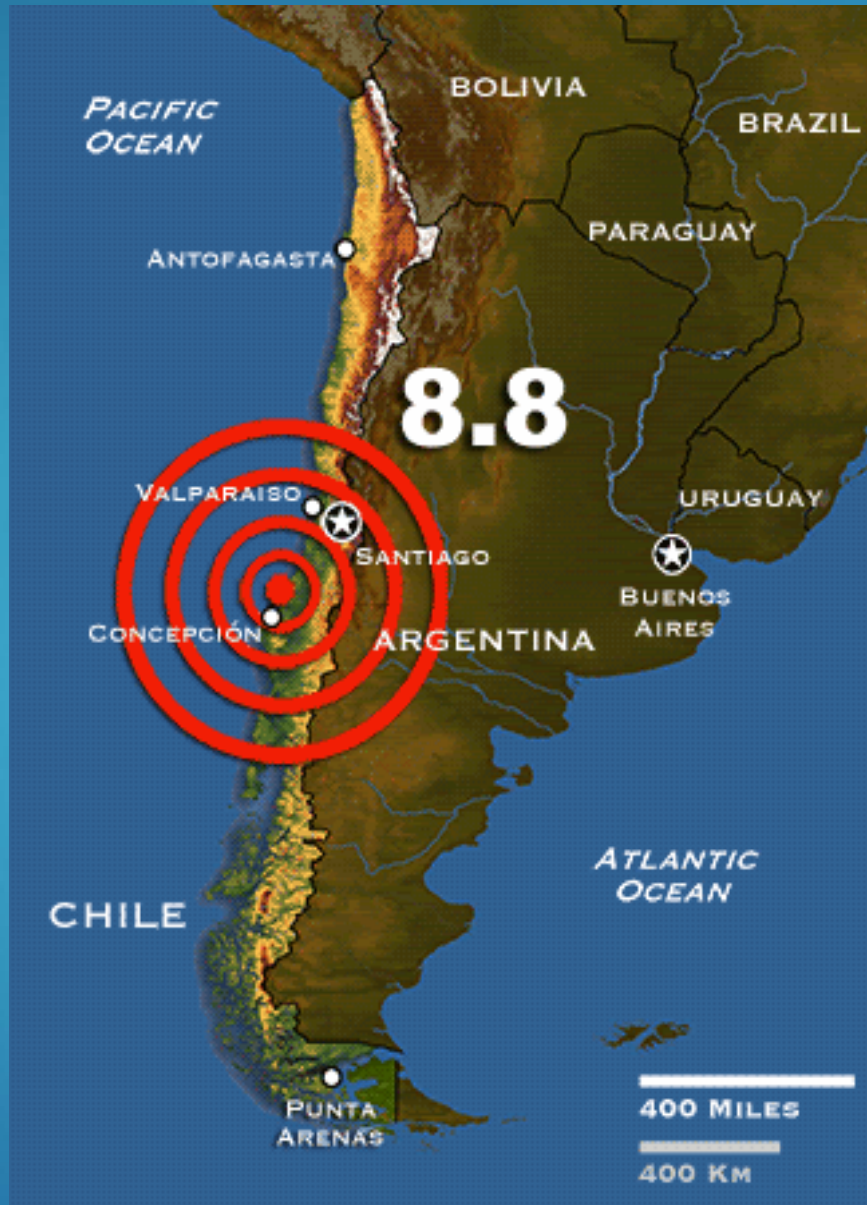 PACIFIC
OCEAN
BOLIVIA
BRAZIL
PARAGUAY
ANTOFAGASTA
8.8
VALPARAISO
URUGUAY
SANTIAGO
BUENOS
AIRES
CONCEPCIÓN
ARGENTINA
ATLANTIC
OCEAN
CHILE
PUNTA
ARENAS
400 MILES
400 KM